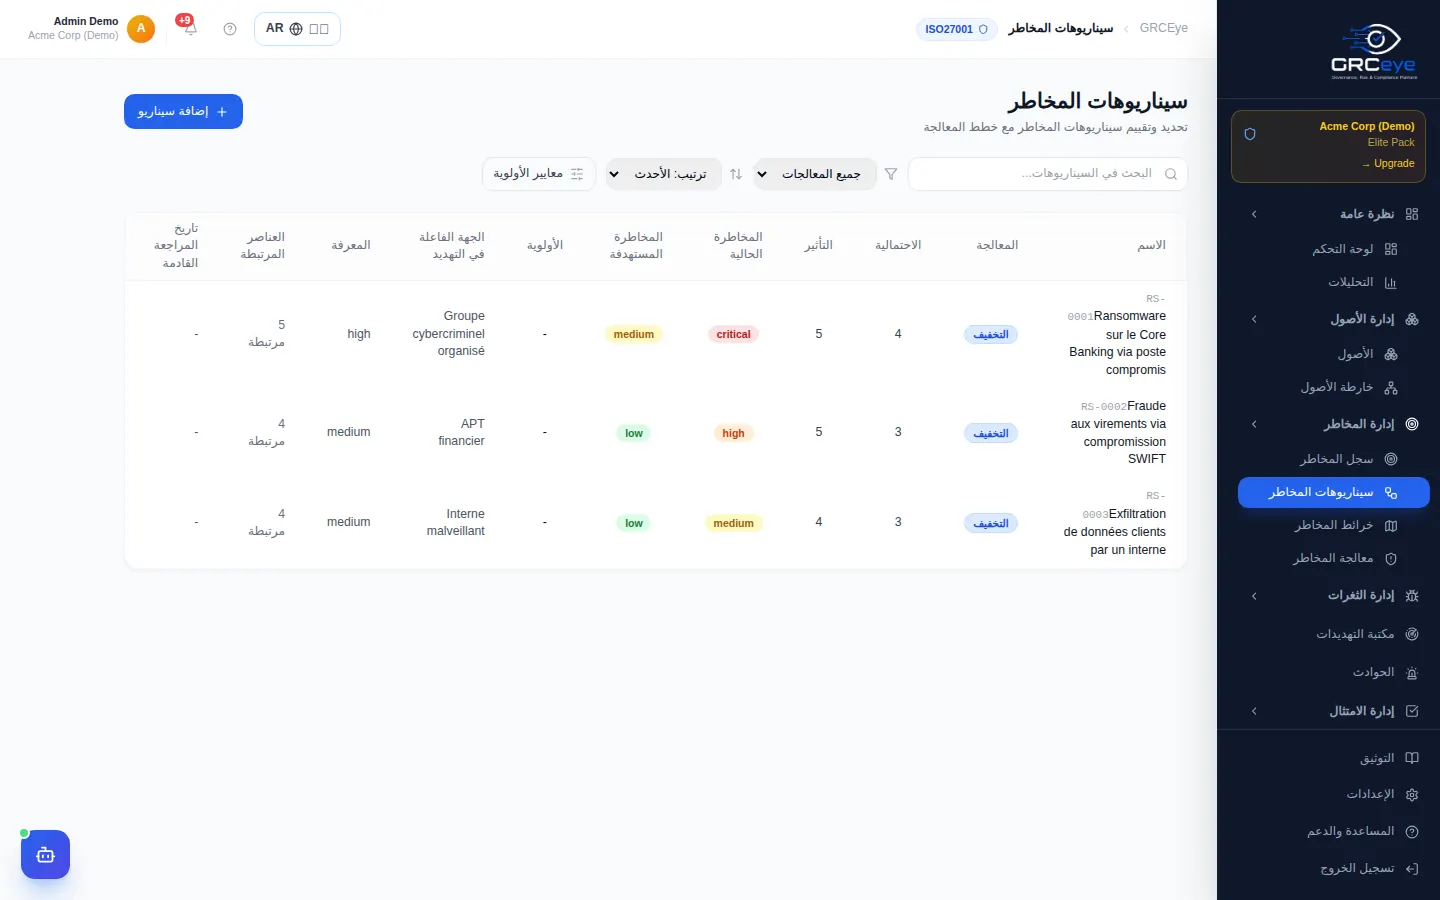 GRCEye
سيناريوهات المخاطر
ISO27001
AR
+9
A
Admin Demo
Acme Corp (Demo)
GRCeye
Governance, Risk & Compliance Platform
Acme Corp (Demo)
Elite Pack
→ Upgrade
نظرة عامة
لوحة التحكم
التحليلات
إدارة الأصول
الأصول
خارطة الأصول
إدارة المخاطر
سجل المخاطر
سيناريوهات المخاطر
خرائط المخاطر
معالجة المخاطر
إدارة الثغرات
مكتبة التهديدات
الحوادث
إدارة الامتثال
التوثيق
الإعدادات
المساعدة والدعم
تسجيل الخروج
سيناريوهات المخاطر
تحديد وتقييم سيناريوهات المخاطر مع خطط المعالجة
إضافة سيناريو
البحث في السيناريوهات...
جميع المعالجات
ترتيب: الأحدث
معايير الأولوية
الاسم
المعالجة
الاحتمالية
التأثير
المخاطرة
الحالية
المخاطرة
المستهدفة
الأولوية
الجهة الفاعلة
في التهديد
المعرفة
العناصر
المرتبطة
تاريخ
المراجعة
القادمة
RS-
0001Ransomware
sur le Core
Banking via poste
compromis
التخفيف
4
5
critical
medium
-
Groupe
cybercriminel
organisé
high
5
مرتبطة
-
RS-0002Fraude
aux virements via
compromission
SWIFT
التخفيف
3
5
high
low
-
APT
financier
medium
4
مرتبطة
-
RS-
0003Exfiltration
de données clients
par un interne
التخفيف
3
4
medium
low
-
Interne
malveillant
medium
4
مرتبطة
-